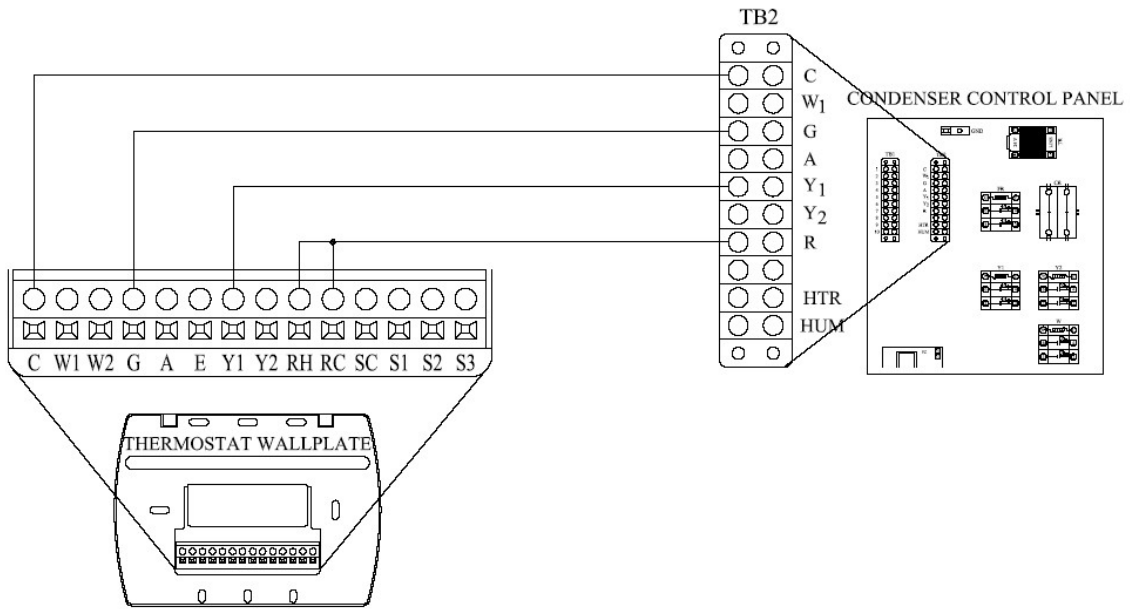 TB2
C
W1
G
A
Y1
Y2
R
HTR
HUM
CONDENSER CONTROL PANEL
GND
C W1 W2 G A E Y1 Y2 RH RC SC S1 S2 S3
THERMOSTAT WALLPLATE